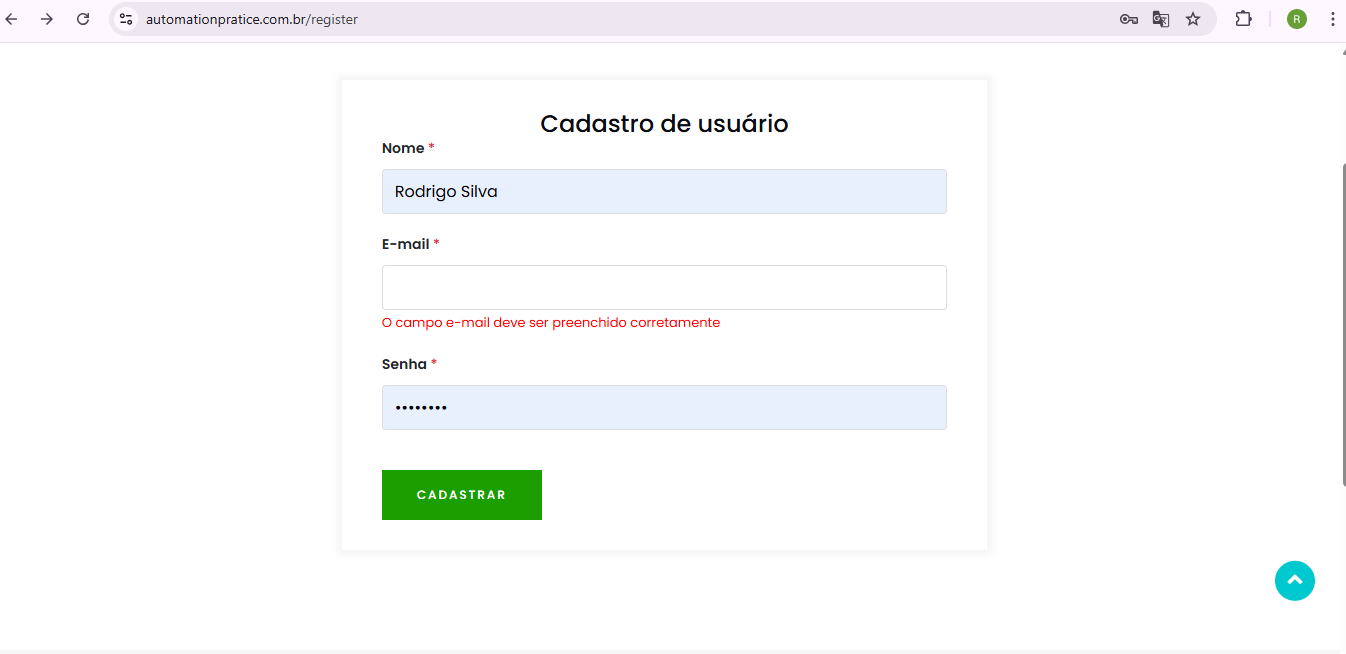 automationpratice.com.br/register
R
Cadastro de usuário
Nome *
Rodrigo Silva
E-mail *
O campo e-mail deve ser preenchido corretamente
Senha *
••••••••
CADASTRAR